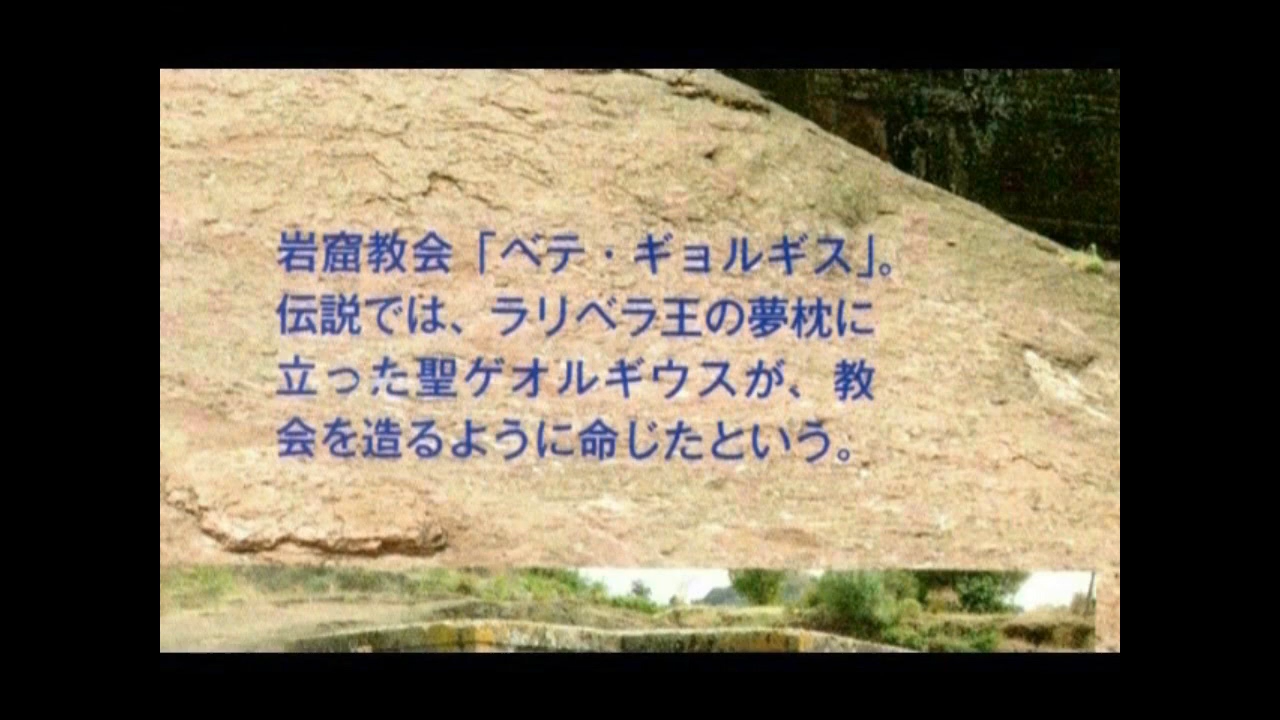 岩窟教会「ベテ・ギョルギス」。
伝説では、ラリベラ王の夢枕に
立った聖ゲオルギウスが、教
会を造るように命じたという。